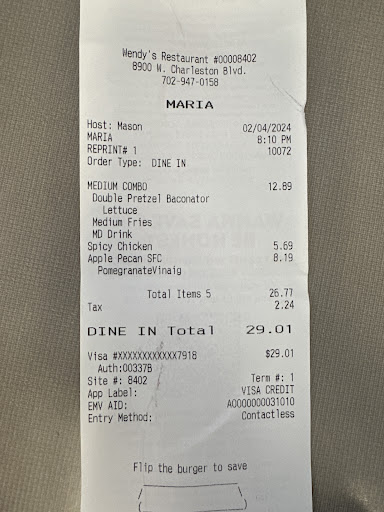 Wendy's Restaurant #00008402
8900 W. Charleston Blvd.
702-947-0158
MARIA
Host: Mason 02/04/2024
MARIA 8:10 PM
REPRINT# 1 10072
Order Type: DINE IN
MEDIUM COMBO 12.89
Double Pretzel Baconator
Lettuce
Medium Fries
MD Drink
Spicy Chicken 5.69
Apple Pecan SFC 8.19
PomegranateVinaig
Total Items 5 26.77
Tax 2.24
DINE IN Total 29.01
Visa #XXXXXXXXXXXX7918 $29.01
Auth:00337B
Site #: 8402 Term #: 1
App Label: VISA CREDIT
EMV AID: A0000000031010
Entry Method: Contactless
Flip the burger to save